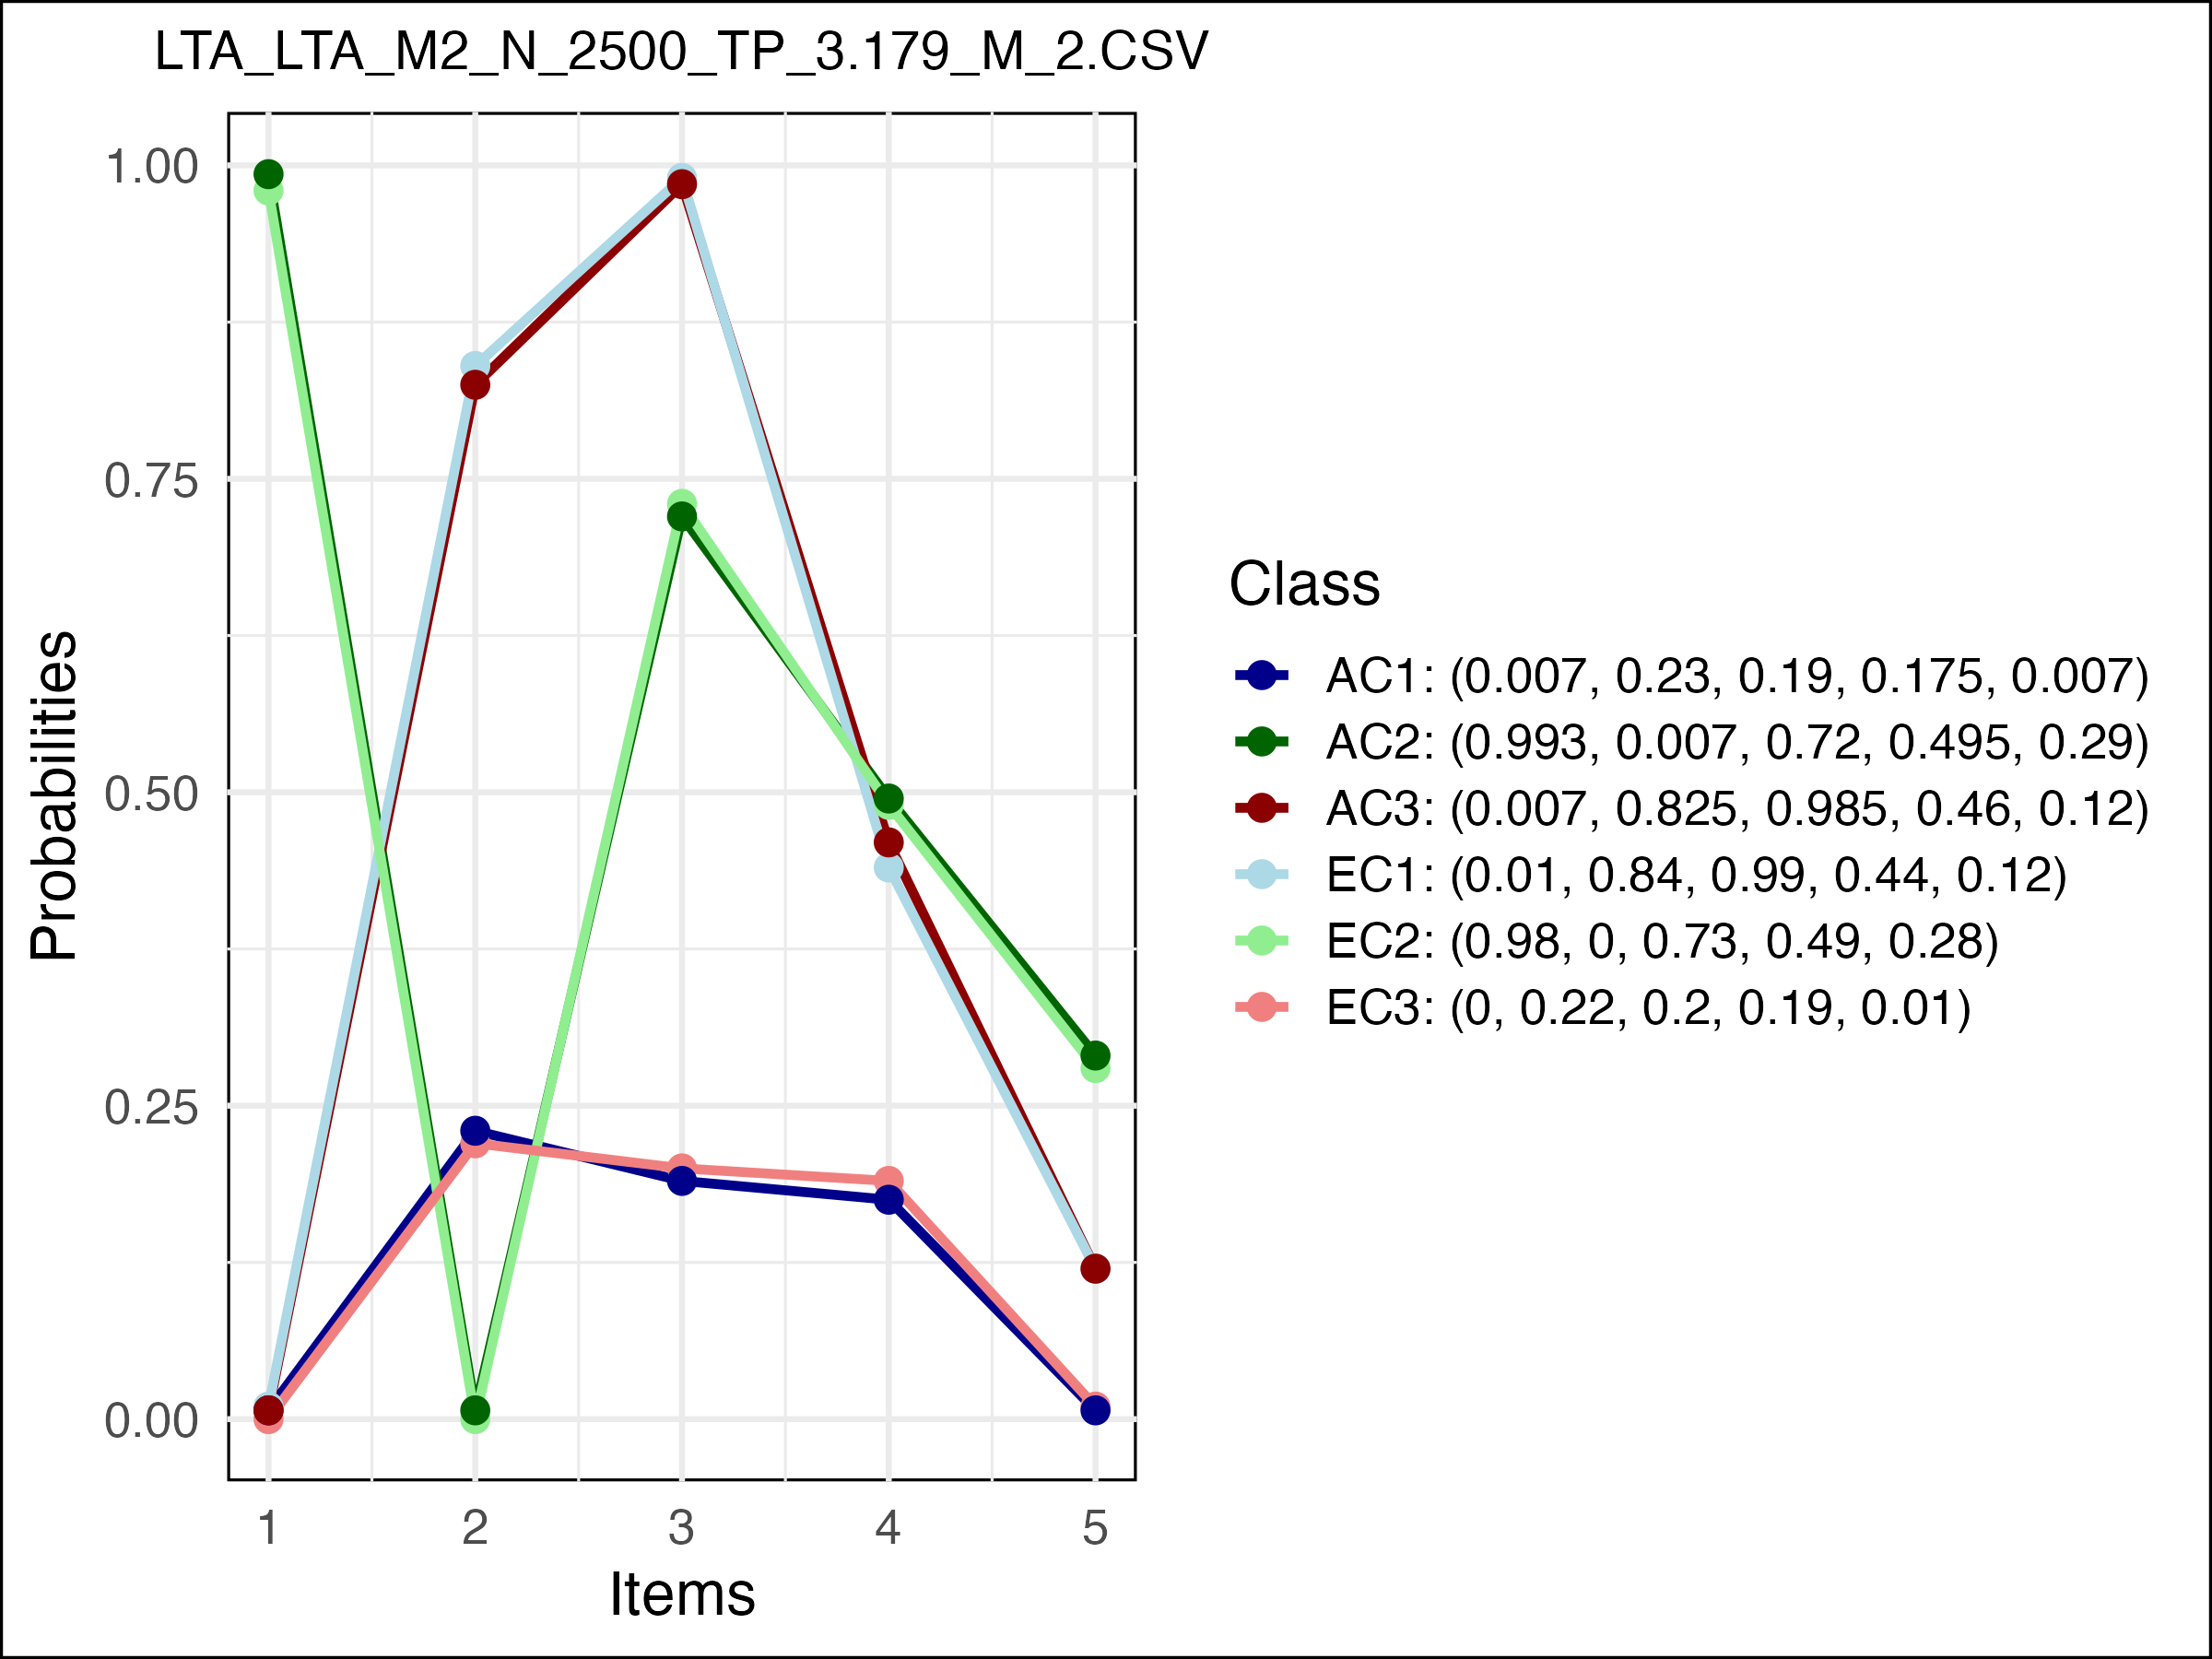 LTA_LTA_M2_N_2500_TP_3.179_M_2.CSV
1.00
0.75
0.50
0.25
0.00
Probabilities
1 2 3 4 5
Items
Class
AC1: (0.007, 0.23, 0.19, 0.175, 0.007)
AC2: (0.993, 0.007, 0.72, 0.495, 0.29)
AC3: (0.007, 0.825, 0.985, 0.46, 0.12)
EC1: (0.01, 0.84, 0.99, 0.44, 0.12)
EC2: (0.98, 0, 0.73, 0.49, 0.28)
EC3: (0, 0.22, 0.2, 0.19, 0.01)